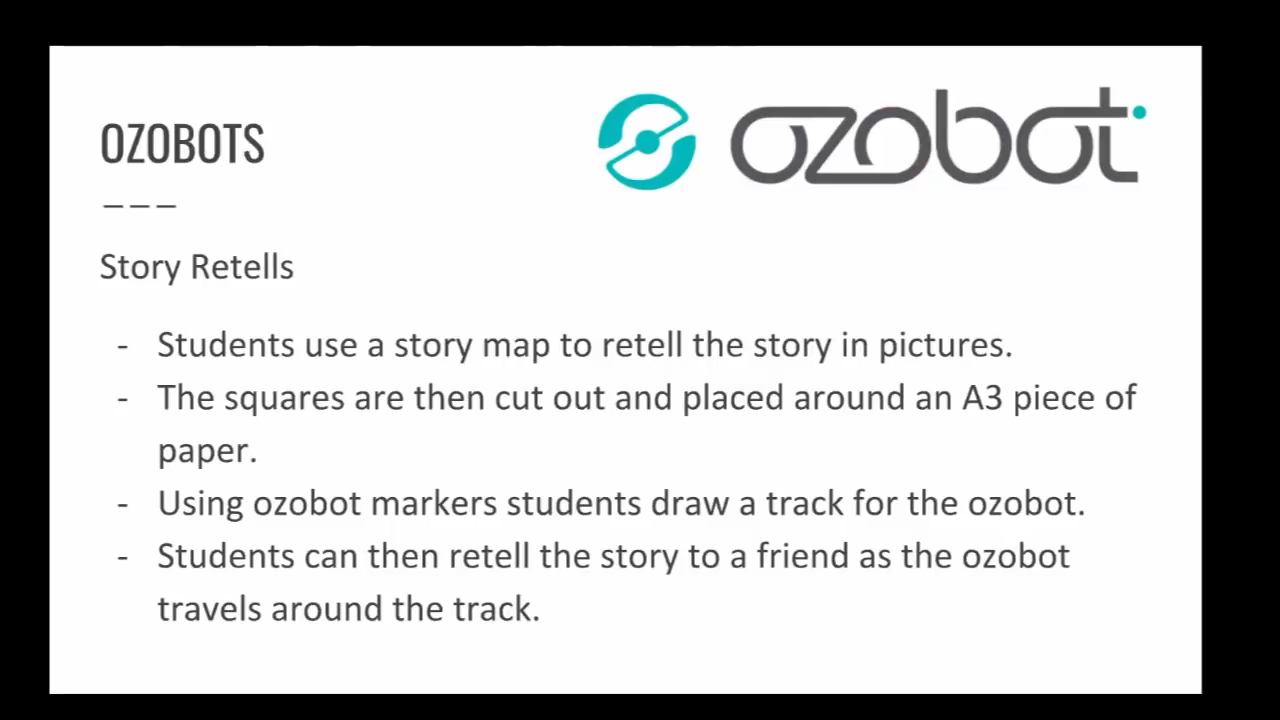 OZOBOTS
ozobot
---
Story Retells
- Students use a story map to retell the story in pictures.
- The squares are then cut out and placed around an A3 piece of
paper.
- Using ozobot markers students draw a track for the ozobot.
- Students can then retell the story to a friend as the ozobot
travels around the track.